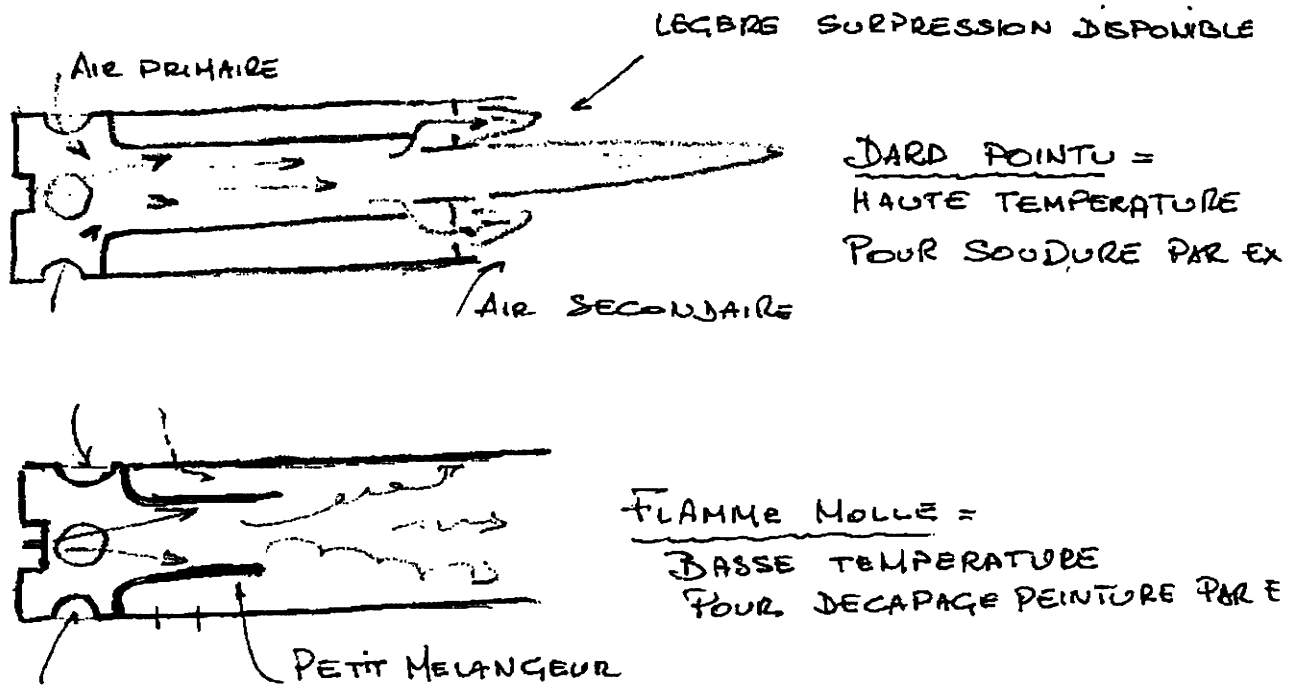 LEGERE SURPRESSION DISPONIBLE
AIR PRIMAIRE
DARD POINTU =
HAUTE TEMPERATURE
POUR SOUDURE PAR EX
AIR SECONDAIRE
FLAMME MOLLE =
BASSE TEMPERATURE
POUR DECAPAGE PEINTURE PAR E
PETIT MELANGEUR